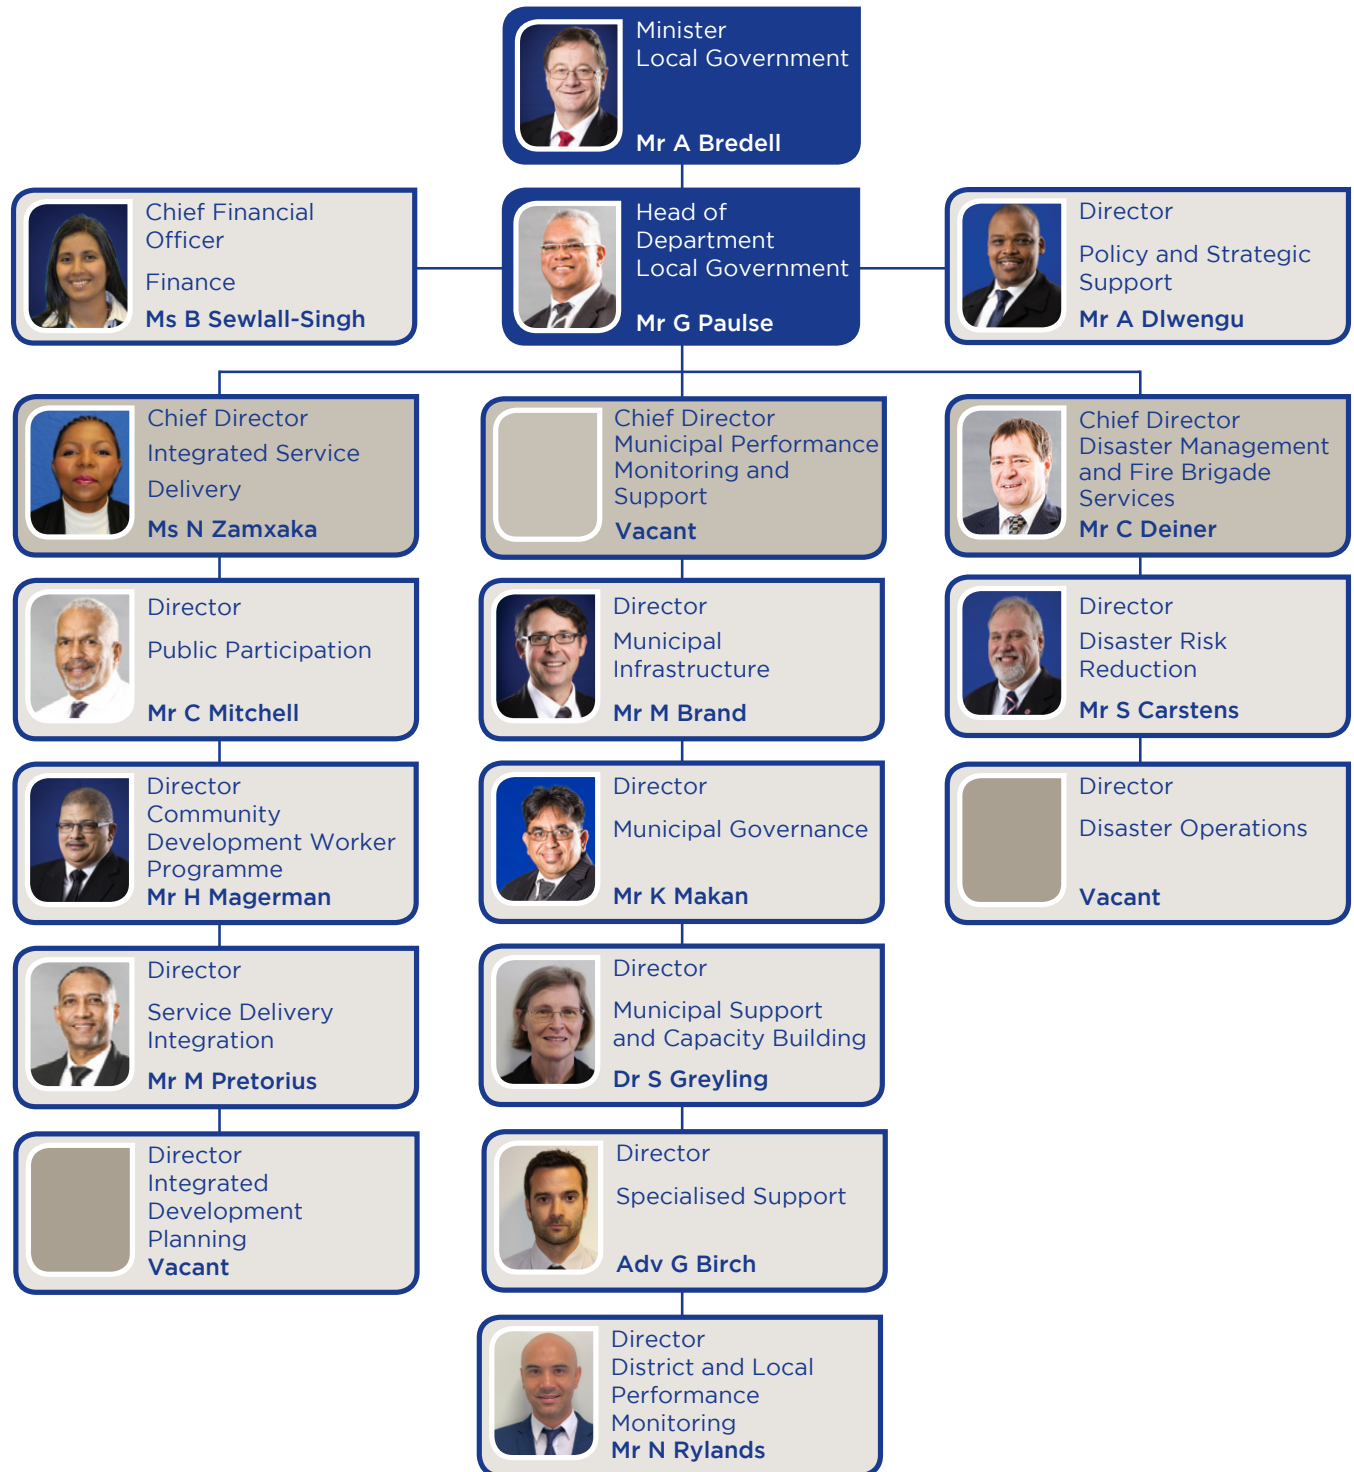 Minister
Local Government
Mr A Bredell
Chief Financial
Officer
Finance
Ms B Sewlall-Singh
Head of
Department
Local Government
Mr G Paulse
Director
Policy and Strategic
Support
Mr A Dlwengu
Chief Director
Integrated Service
Delivery
Ms N Zamxaka
Chief Director
Municipal Performance
Monitoring and
Support
Vacant
Chief Director
Disaster Management
and Fire Brigade
Services
Mr C Deiner
Director
Public Participation
Mr C Mitchell
Director
Municipal
Infrastructure
Mr M Brand
Director
Disaster Risk
Reduction
Mr S Carstens
Director
Community
Development Worker
Programme
Mr H Magerman
Director
Municipal Governance
Mr K Makan
Director
Disaster Operations
Vacant
Director
Service Delivery
Integration
Mr M Pretorius
Director
Municipal Support
and Capacity Building
Dr S Greyling
Director
Integrated
Development
Planning
Vacant
Director
Specialised Support
Adv G Birch
Director
District and Local
Performance
Monitoring
Mr N Rylands